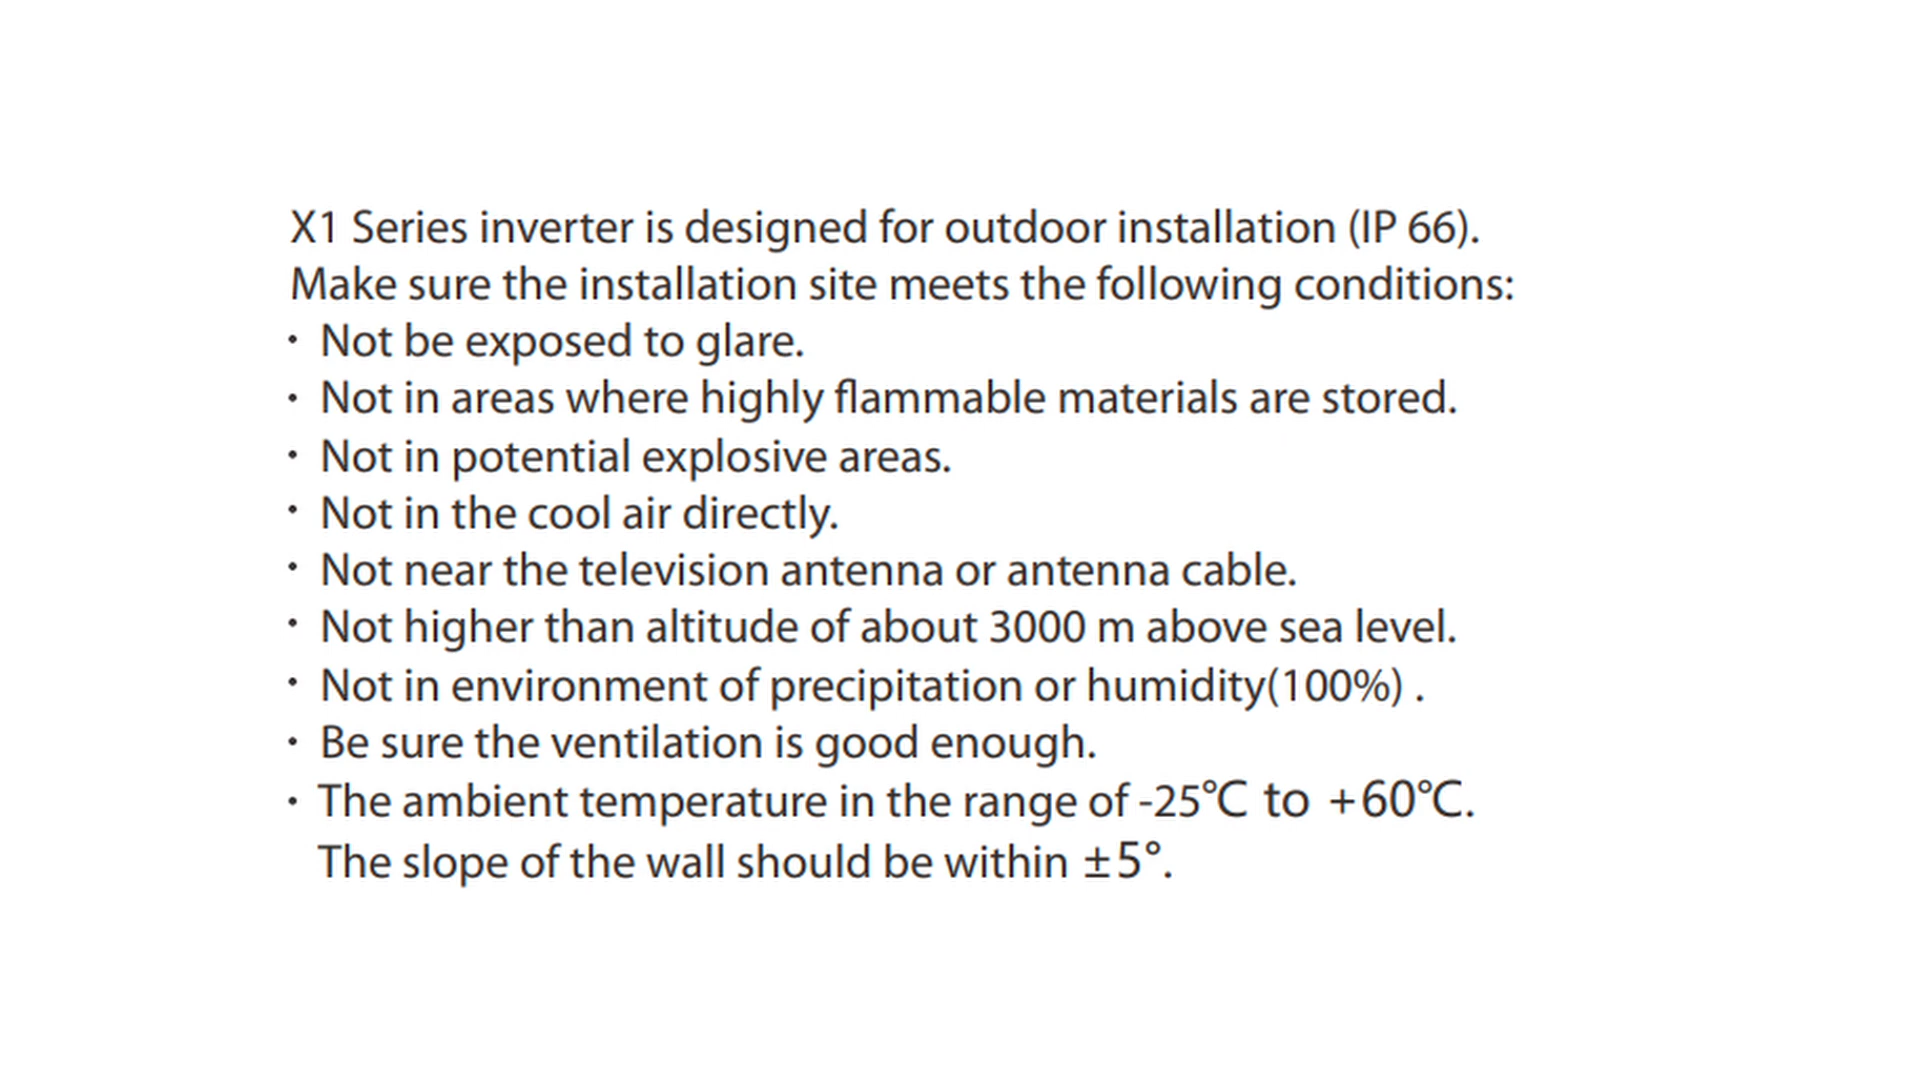 X1 Series inverter is designed for outdoor installation (IP 66).
Make sure the installation site meets the following conditions:
· Not be exposed to glare.
· Not in areas where highly flammable materials are stored.
· Not in potential explosive areas.
· Not in the cool air directly.
· Not near the television antenna or antenna cable.
· Not higher than altitude of about 3000 m above sea level.
· Not in environment of precipitation or humidity(100%) .
· Be sure the ventilation is good enough.
· The ambient temperature in the range of -25℃ to +60℃.
The slope of the wall should be within ±5°.